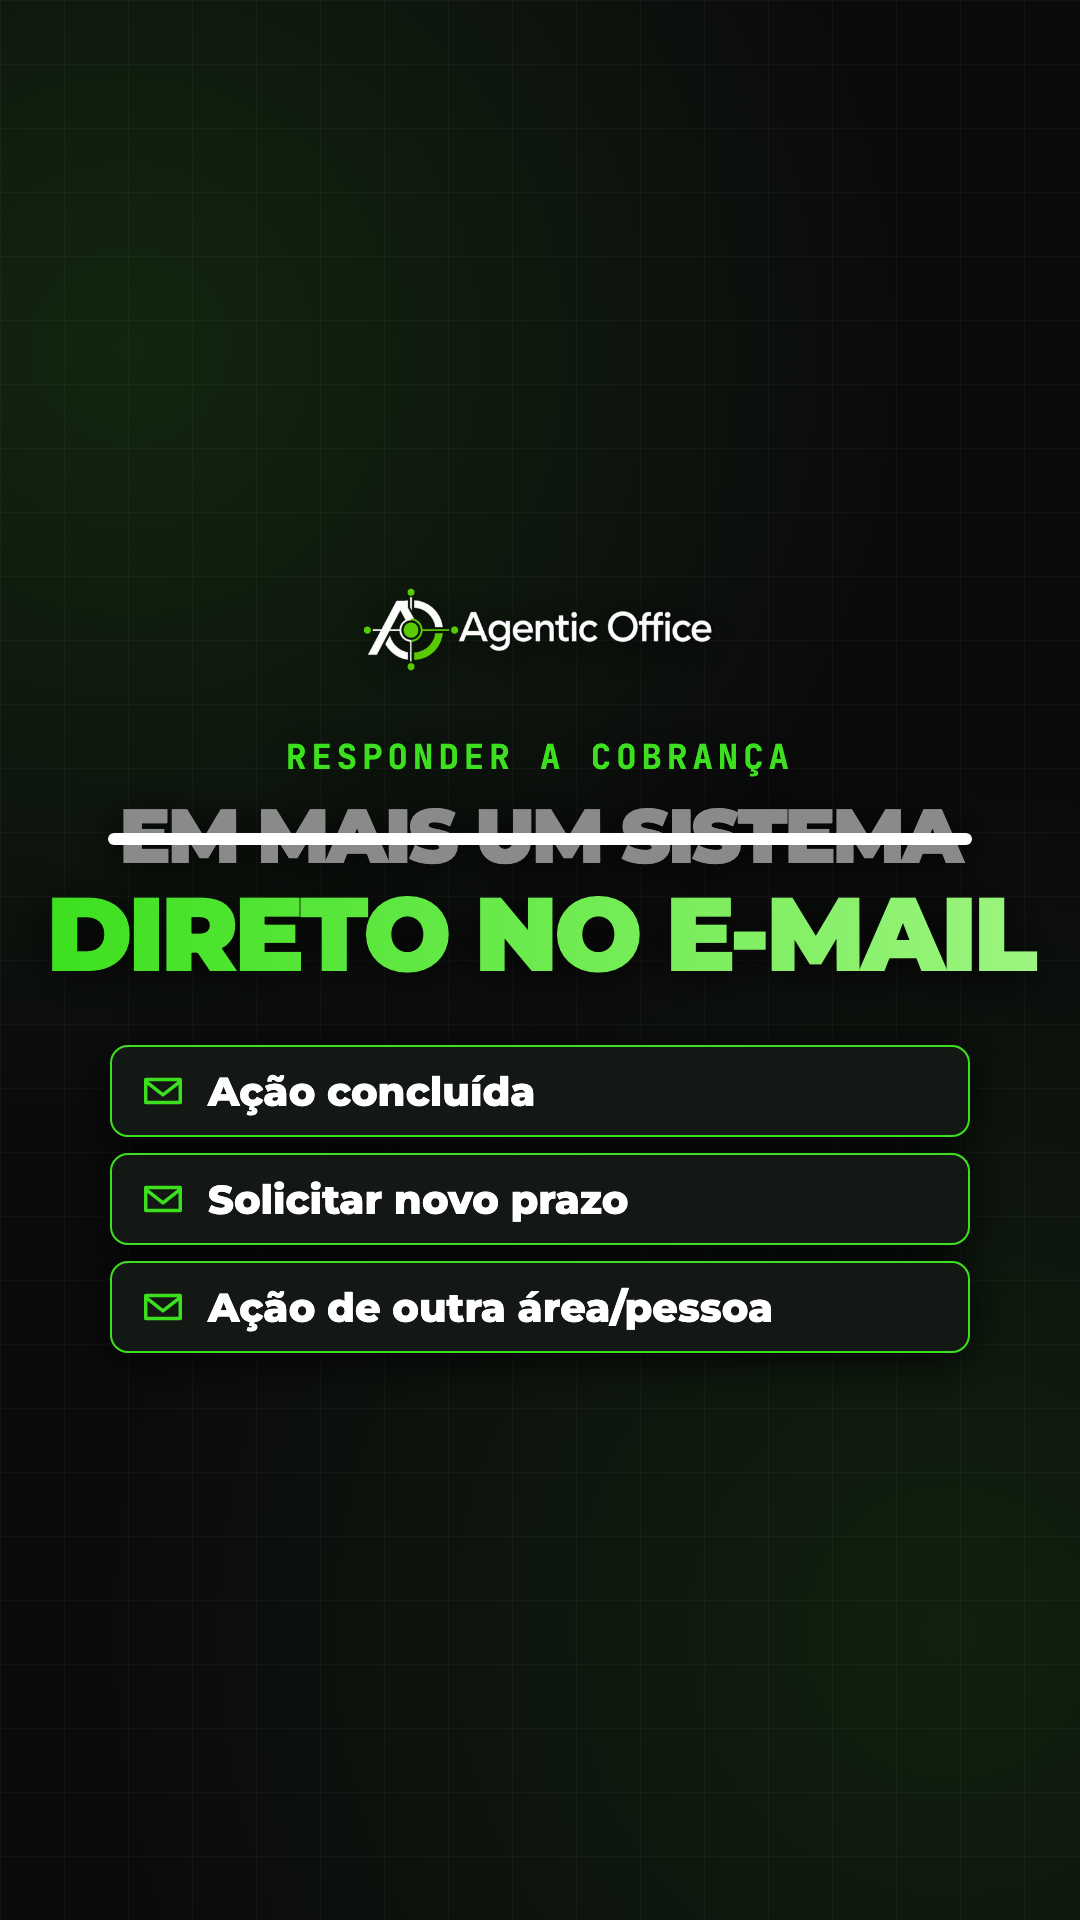 Agentic Office
RESPONDER A COBRANÇA
EM MAIS UM SISTEMA
DIRETO NO E-MAIL
Ação concluída
Solicitar novo prazo
Ação de outra área/pessoa